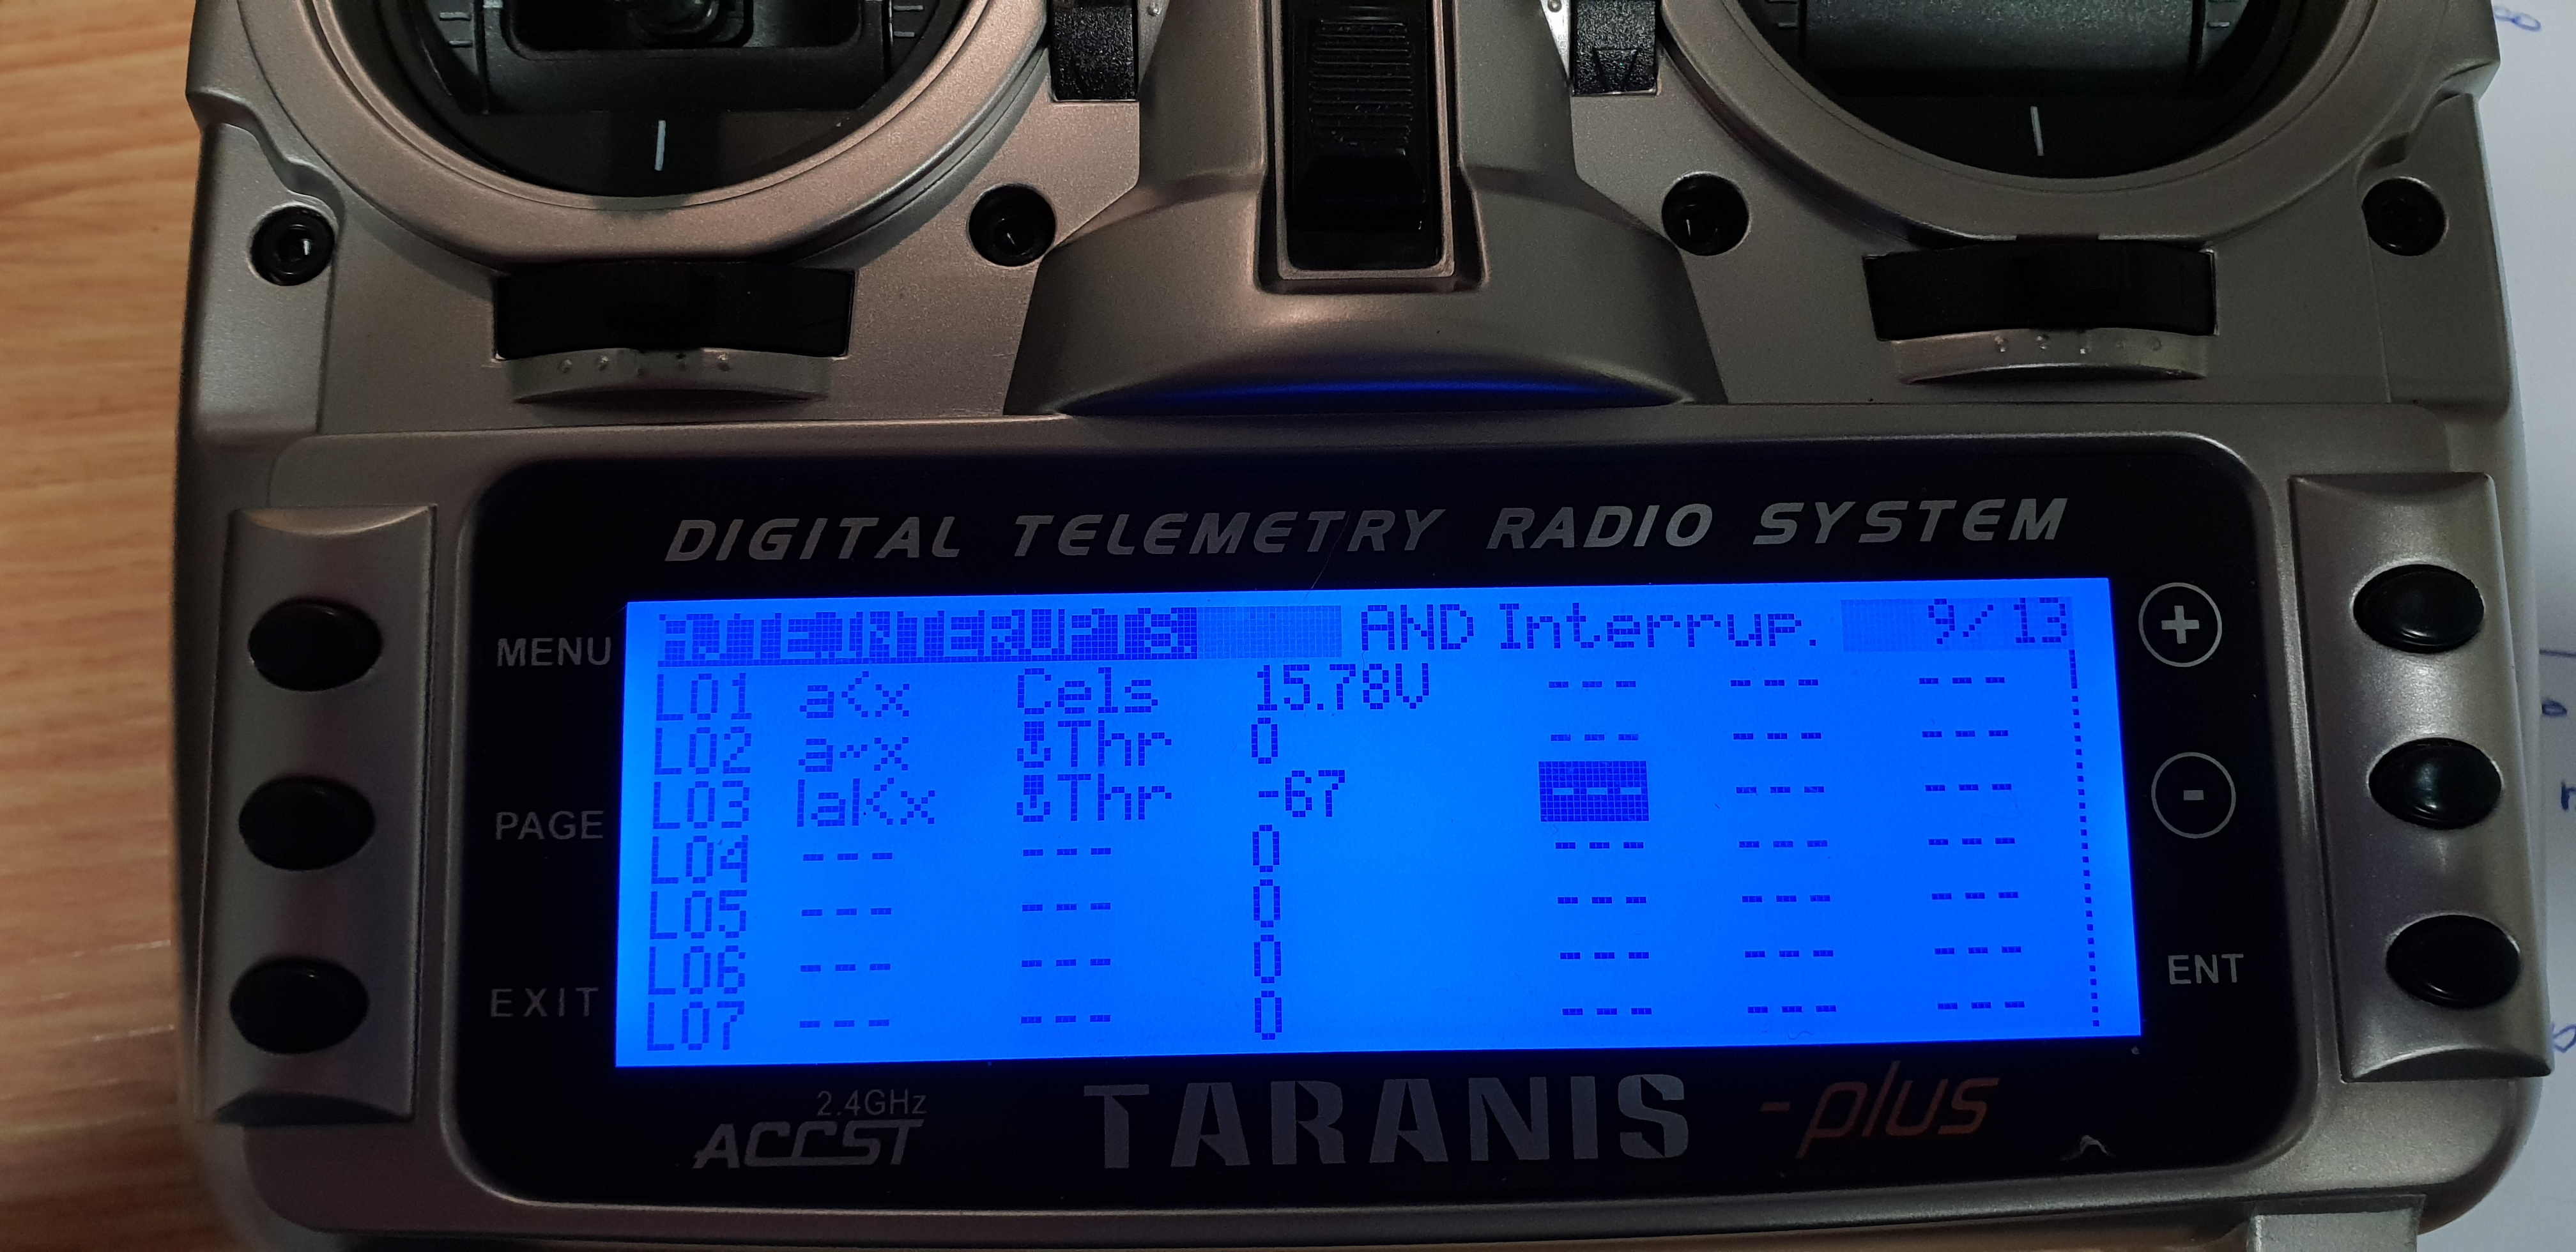 DIGITAL TELEMETRY RADIO SYSTEM
AND Interrup. 9/13
L01 a<x Cels 15.78V --- --- ---
L02 a~x Thr 0 --- --- ---
L03 |a|<x Thr -67 --- --- ---
L04 --- --- 0 --- --- ---
L05 --- --- 0 --- --- ---
L06 --- --- 0 --- --- ---
L07 --- --- 0 --- --- ---
MENU
PAGE
EXIT
+
-
ENT
2.4GHz
ACCST
TARANIS -plus